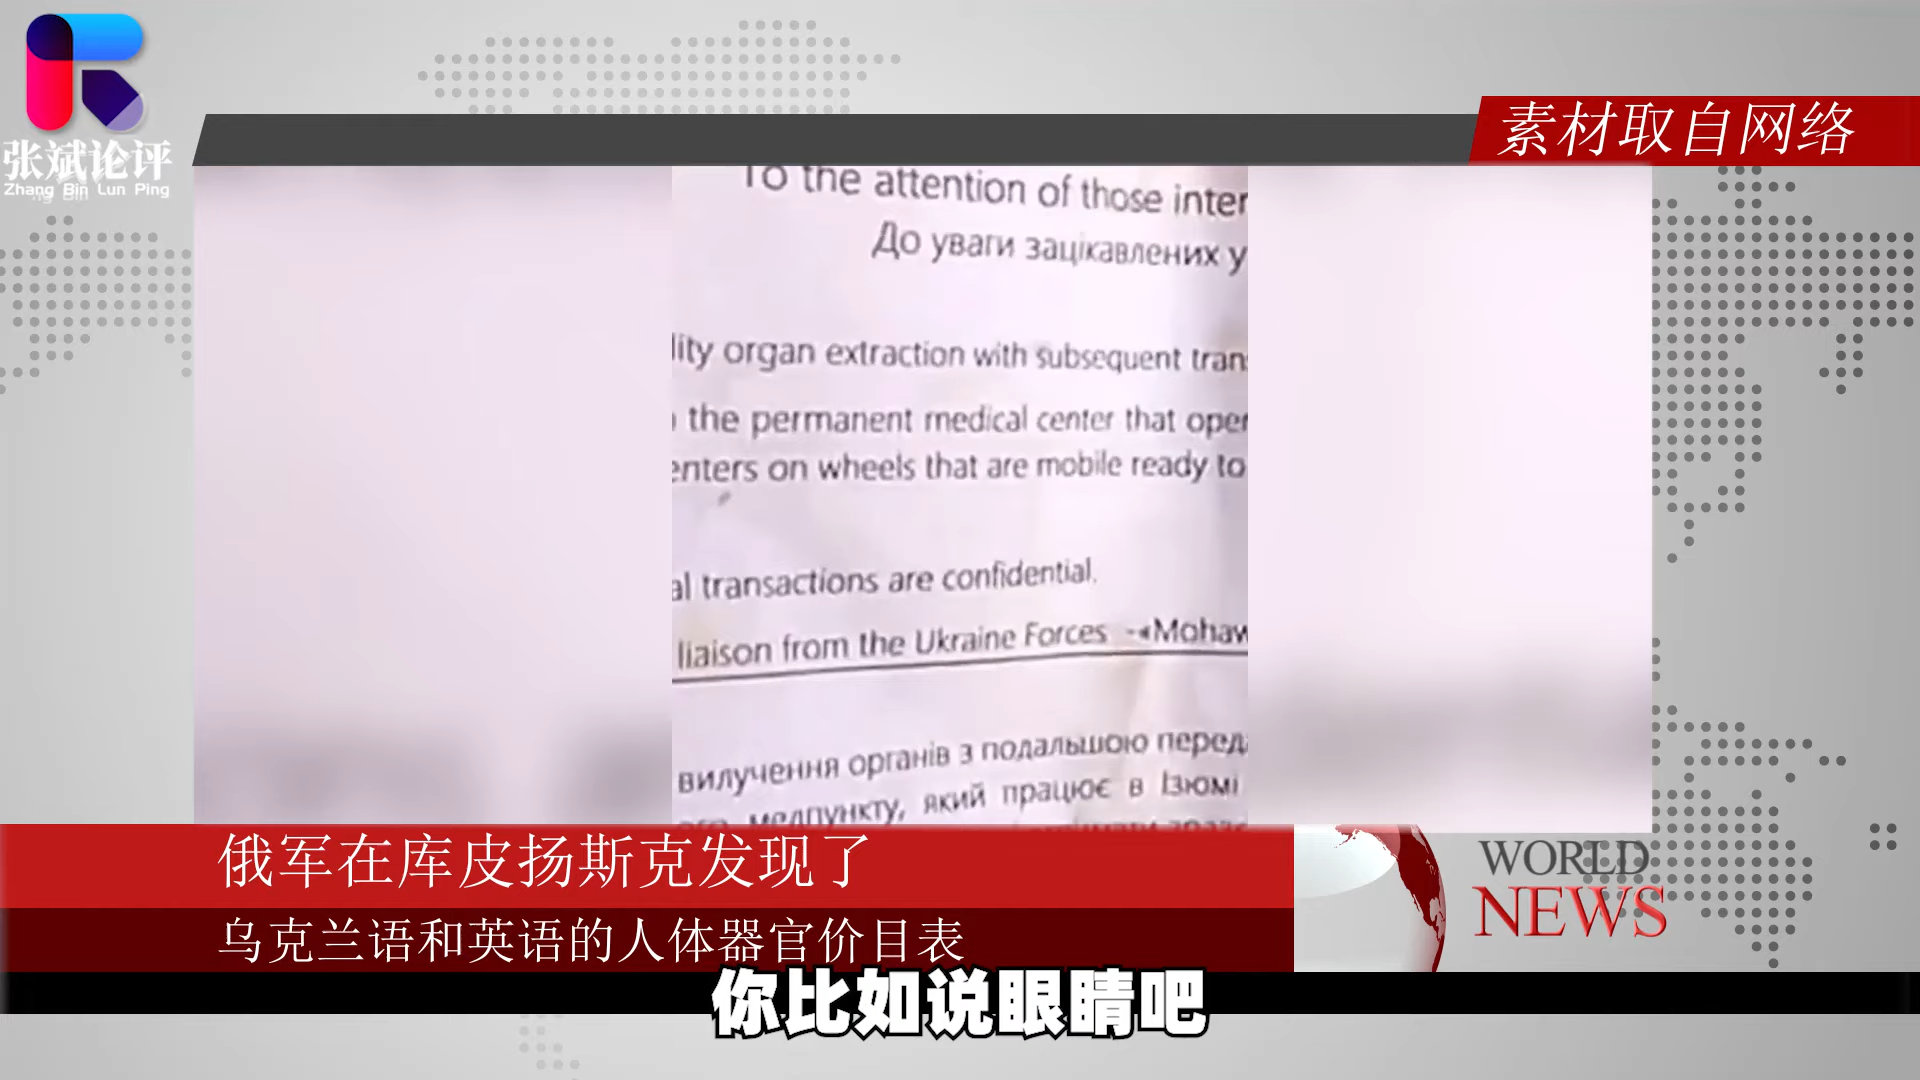 张斌论评
Zhang Bin Lun Ping
素材取自网络
To the attention of those inter
До уваги зацікавлених у
lity organ extraction with subsequent tran
the permanent medical center that oper
enters on wheels that are mobile ready to
al transactions are confidential.
liaison from the Ukraine Forces -«Mohaw
вилучення органів з подальшою перед
медпункту, який працює в Ізюмі
俄军在库皮扬斯克发现了
乌克兰语和英语的人体器官价目表
WORLD
NEWS
你比如说眼睛吧